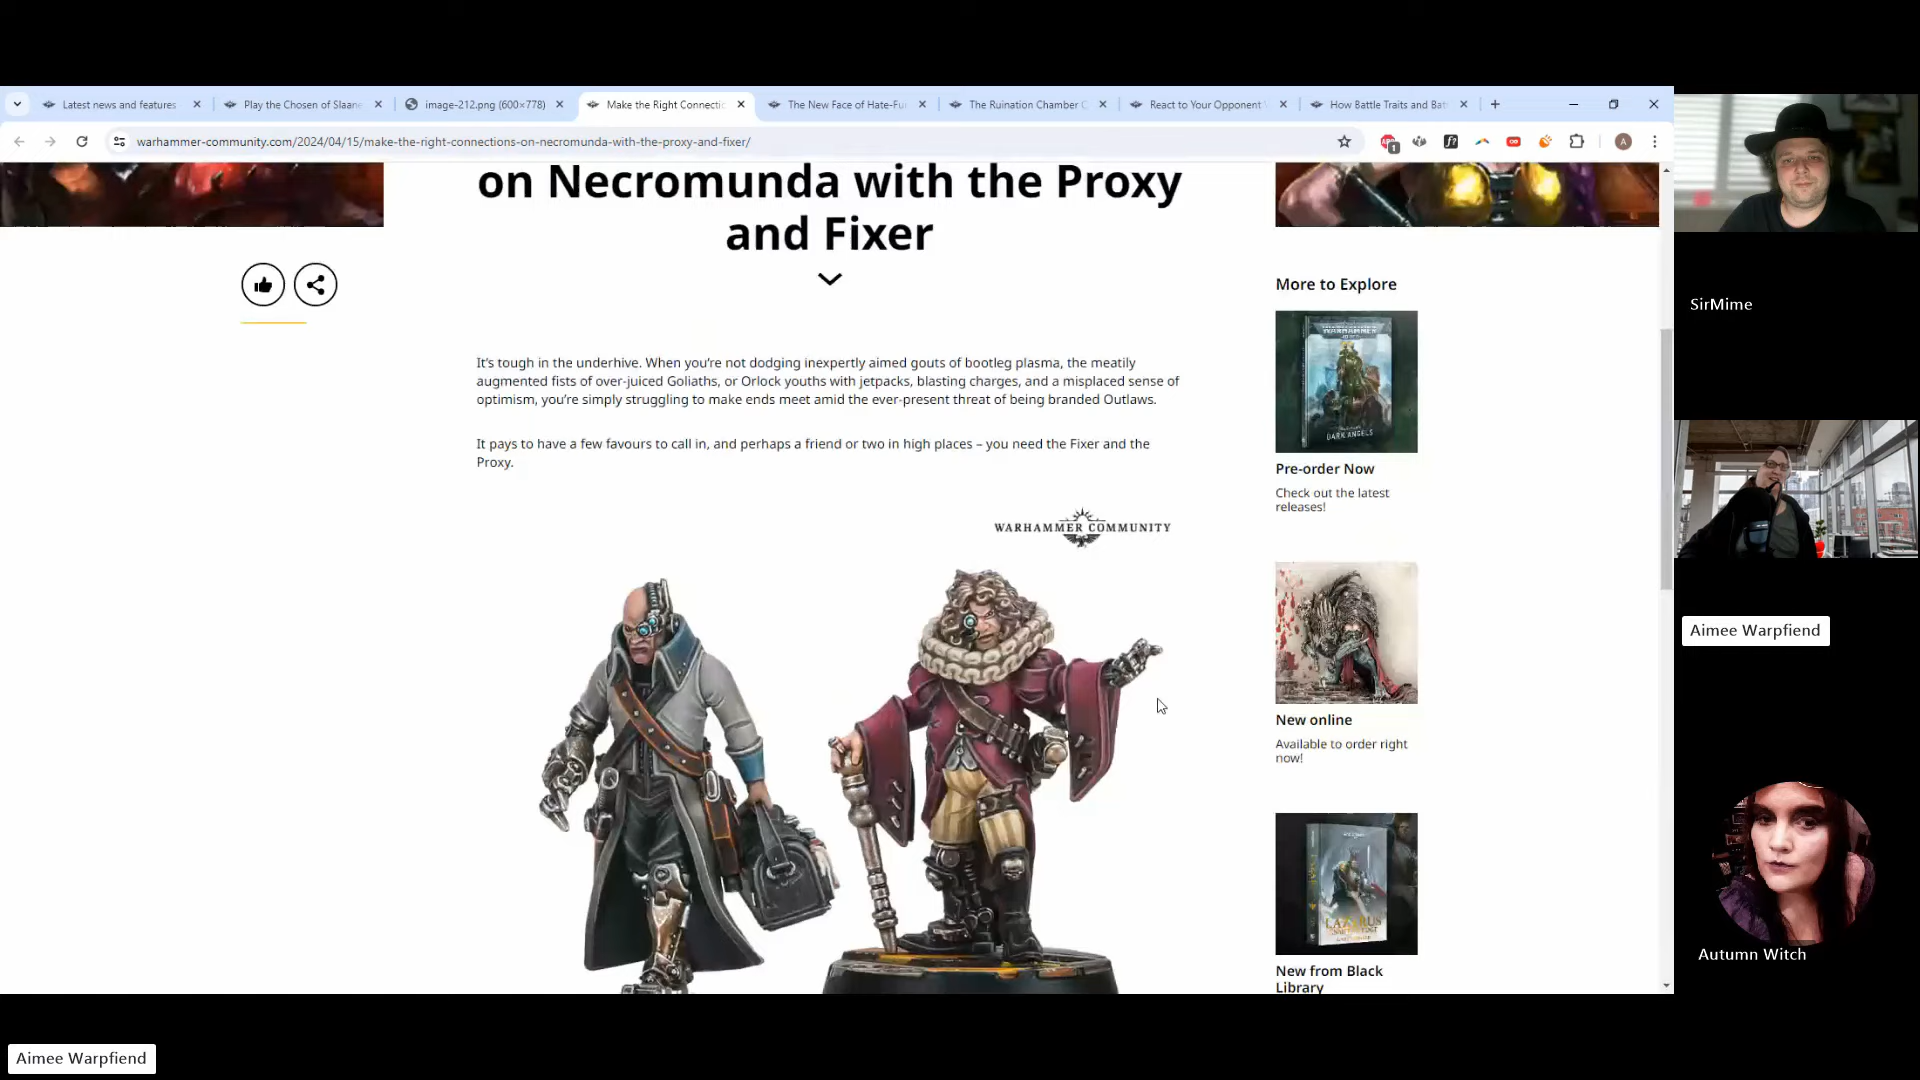 Latest news and features
Play the Chosen of Slaane
image-212.png (600×778)
Make the Right Connectic
The New Face of Hate-Fu
The Ruination Chamber C
React to Your Opponent'
How Battle Traits and Bat
warhammer-community.com/2024/04/15/make-the-right-connections-on-necromunda-with-the-proxy-and-fixer/
1
A
on Necromunda with the Proxy
and Fixer
It's tough in the underhive. When you're not dodging inexpertly aimed gouts of bootleg plasma, the meatily
augmented fists of over-juiced Goliaths, or Orlock youths with jetpacks, blasting charges, and a misplaced sense of
optimism, you're simply struggling to make ends meet amid the ever-present threat of being branded Outlaws.
It pays to have a few favours to call in, and perhaps a friend or two in high places – you need the Fixer and the
Proxy.
WARHAMMER COMMUNITY
More to Explore
WARHAMMER
DARK ANGELS
Pre-order Now
Check out the latest
releases!
New online
Available to order right
now!
LAZARUS
New from Black
Library
SirMime
Aimee Warpfiend
Autumn Witch
Aimee Warpfiend